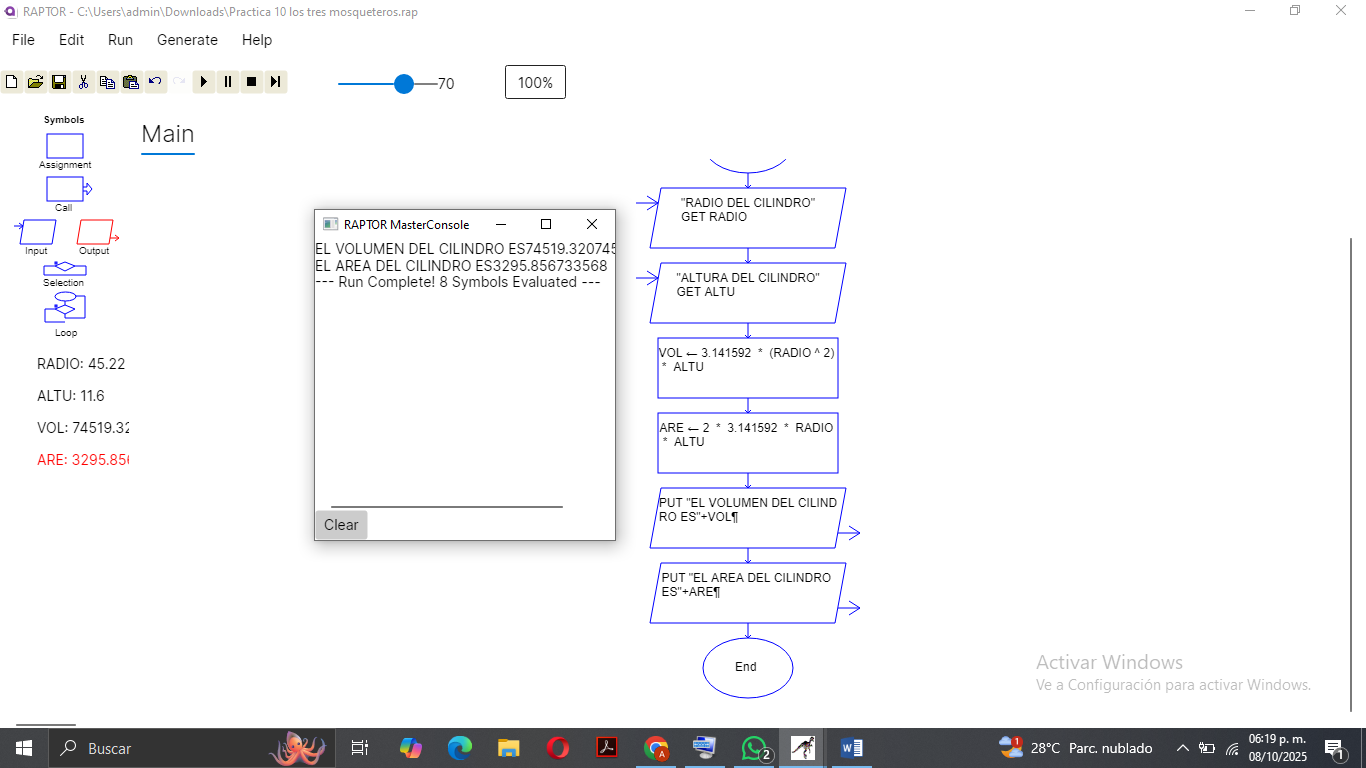 RAPTOR - C:\Users\admin\Downloads\Practica 10 los tres mosqueteros.rap
File Edit Run Generate Help
70
100%
Symbols
Assignment
Call
Input Output
Selection
Loop
RADIO: 45.22
ALTU: 11.6
VOL: 74519.32
ARE: 3295.856
Main
RAPTOR MasterConsole
EL VOLUMEN DEL CILINDRO ES74519.320745
EL AREA DEL CILINDRO ES3295.856733568
--- Run Complete! 8 Symbols Evaluated ---
Clear
"RADIO DEL CILINDRO"
GET RADIO
"ALTURA DEL CILINDRO"
GET ALTU
VOL ← 3.141592 * (RADIO ^ 2)
* ALTU
ARE ← 2 * 3.141592 * RADIO
* ALTU
PUT "EL VOLUMEN DEL CILIND
RO ES"+VOL¶
PUT "EL AREA DEL CILINDRO
ES"+ARE¶
End
Activar Windows
Ve a Configuración para activar Windows.
Buscar
2
1
28°C Parc. nublado
06:19 p. m.
08/10/2025
1